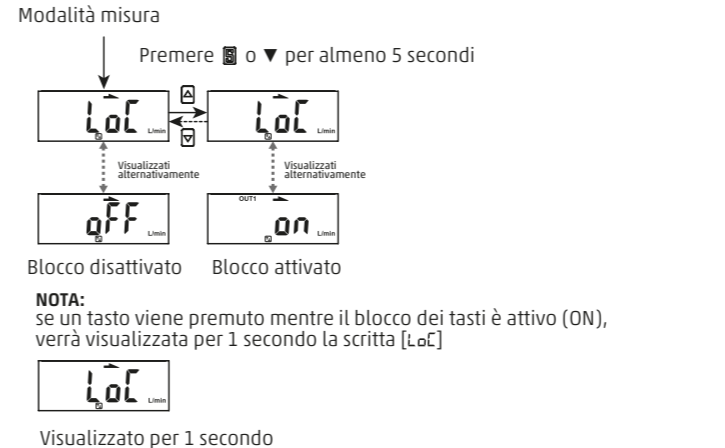 Modalità misura
Premere S o ▼ per almeno 5 secondi
LoC L/min LoC L/min
Visualizzati
alternativamente
Visualizzati
alternativamente
oFF L/min OUT1 on L/min
Blocco disattivato Blocco attivato
NOTA:
se un tasto viene premuto mentre il blocco dei tasti è attivo (ON),
verrà visualizzata per 1 secondo la scritta [LoC]
LoC L/min
Visualizzato per 1 secondo